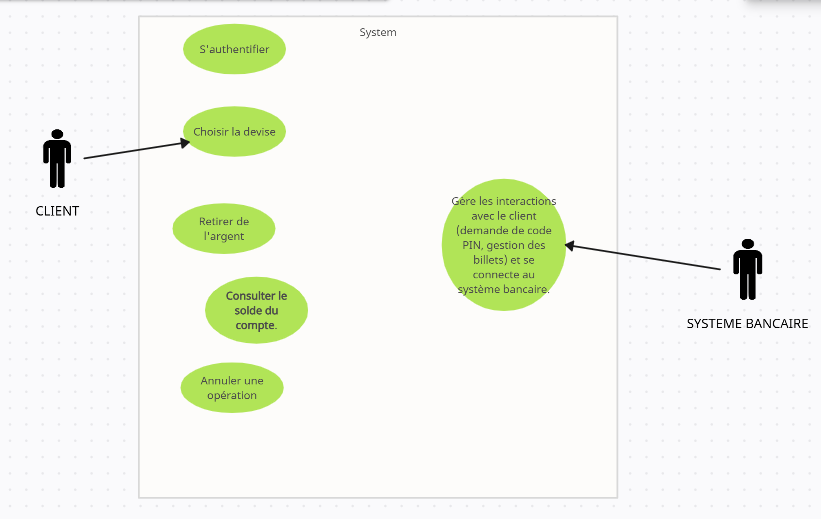 System
S'authentifier
Choisir la devise
CLIENT
Retirer de
l'argent
Consulter le
solde du
compte.
Annuler une
opération
Gère les interactions
avec le client
(demande de code
PIN, gestion des
billets) et se
connecte au
système bancaire.
SYSTEME BANCAIRE